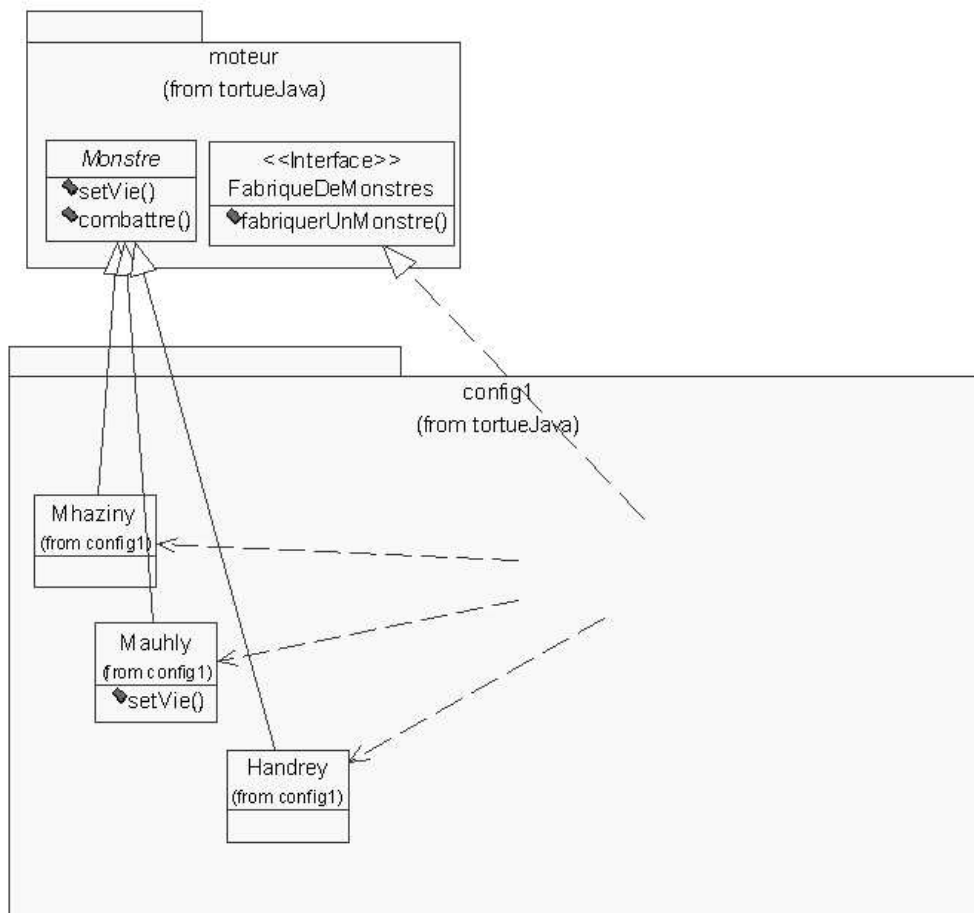 moteur
(from tortueJava)
Monstre
setVie()
combattre()
<<Interface>>
FabriqueDeMonstres
fabriquerUnMonstre()
config1
(from tortueJava)
Mhaziny
(from config1)
Mauhly
(from config1)
setVie()
Handrey
(from config1)